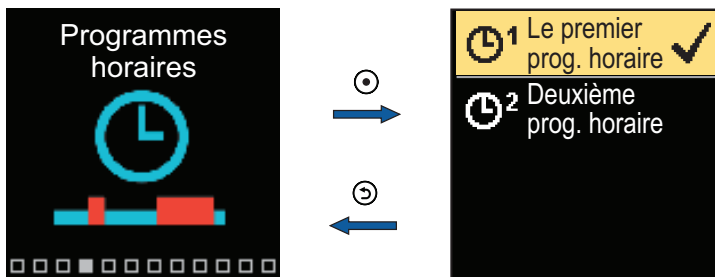 Programmes
horaires
1 Le premier
prog. horaire
2 Deuxième
prog. horaire